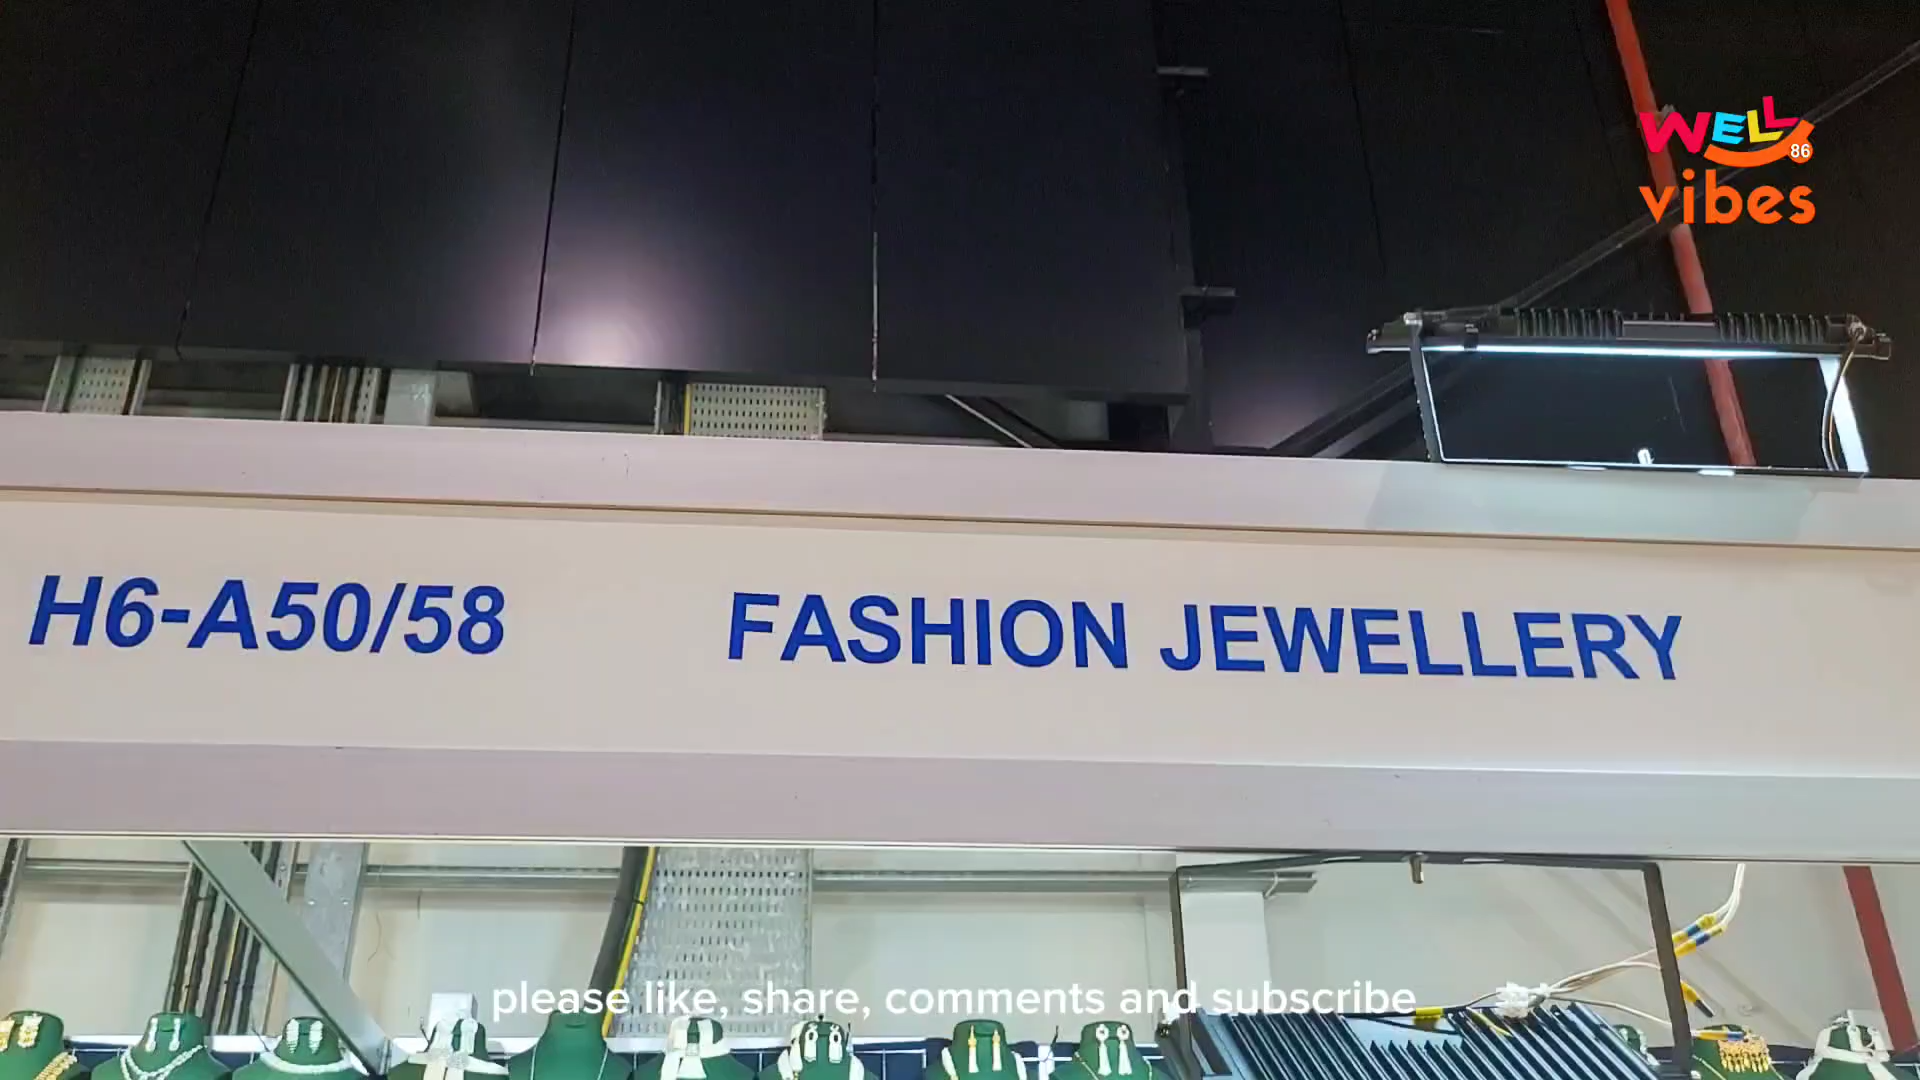 WELL
86
vibes
H6-A50/58 FASHION JEWELLERY
please like, share, comments and subscribe